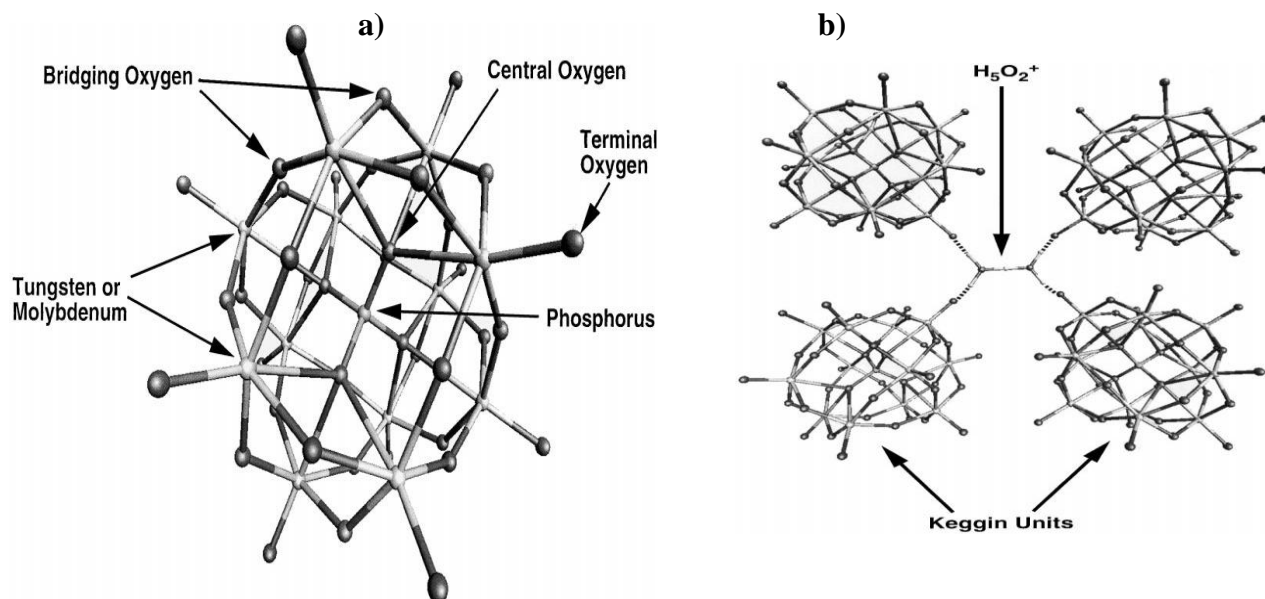 a)
Bridging Oxygen
Central Oxygen
Terminal
Oxygen
Tungsten or
Molybdenum
Phosphorus
b)
H₅O₂⁺
Keggin Units